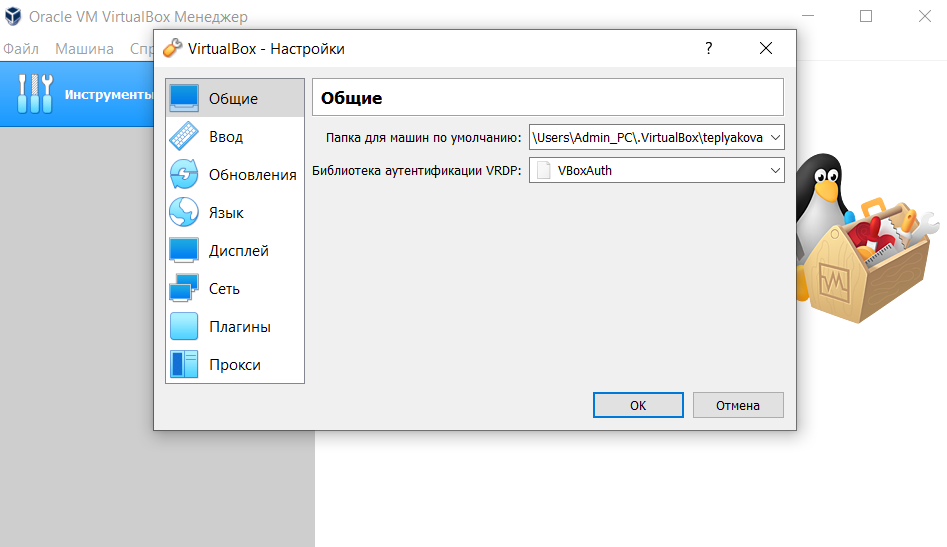 Oracle VM VirtualBox Менеджер
Файл Машина
VirtualBox - Настройки ?
Инструменты
Общие
Ввод
Обновления
Язык
Дисплей
Сеть
Плагины
Прокси
Общие
Папка для машин по умолчанию: \Users\Admin_PC\.VirtualBox\teplyakova
Библиотека аутентификации VRDP: VBoxAuth
OK Отмена